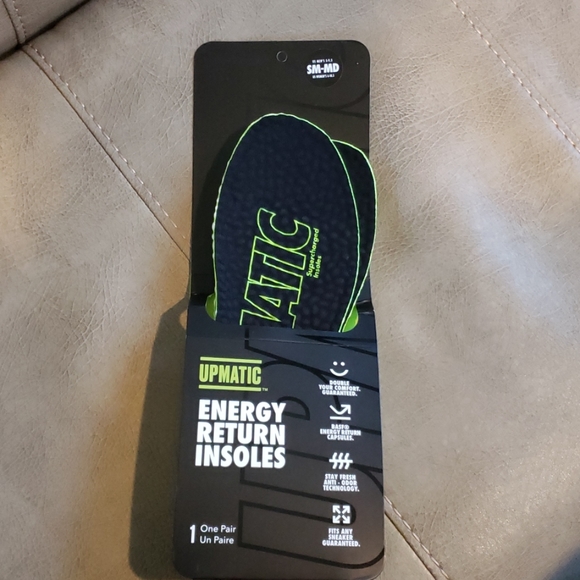 SM-MD
MATIC
Supercharged
Insoles
UPMATIC™
ENERGY
RETURN
INSOLES
1 One Pair
Un Paire
DOUBLE
YOUR COMFORT.
GUARANTEED.
ENERGY RETURN
CAPSULES.
STAY FRESH
ANTI-ODOR
TECHNOLOGY.
FITS ANY
SNEAKER
GUARANTEED.